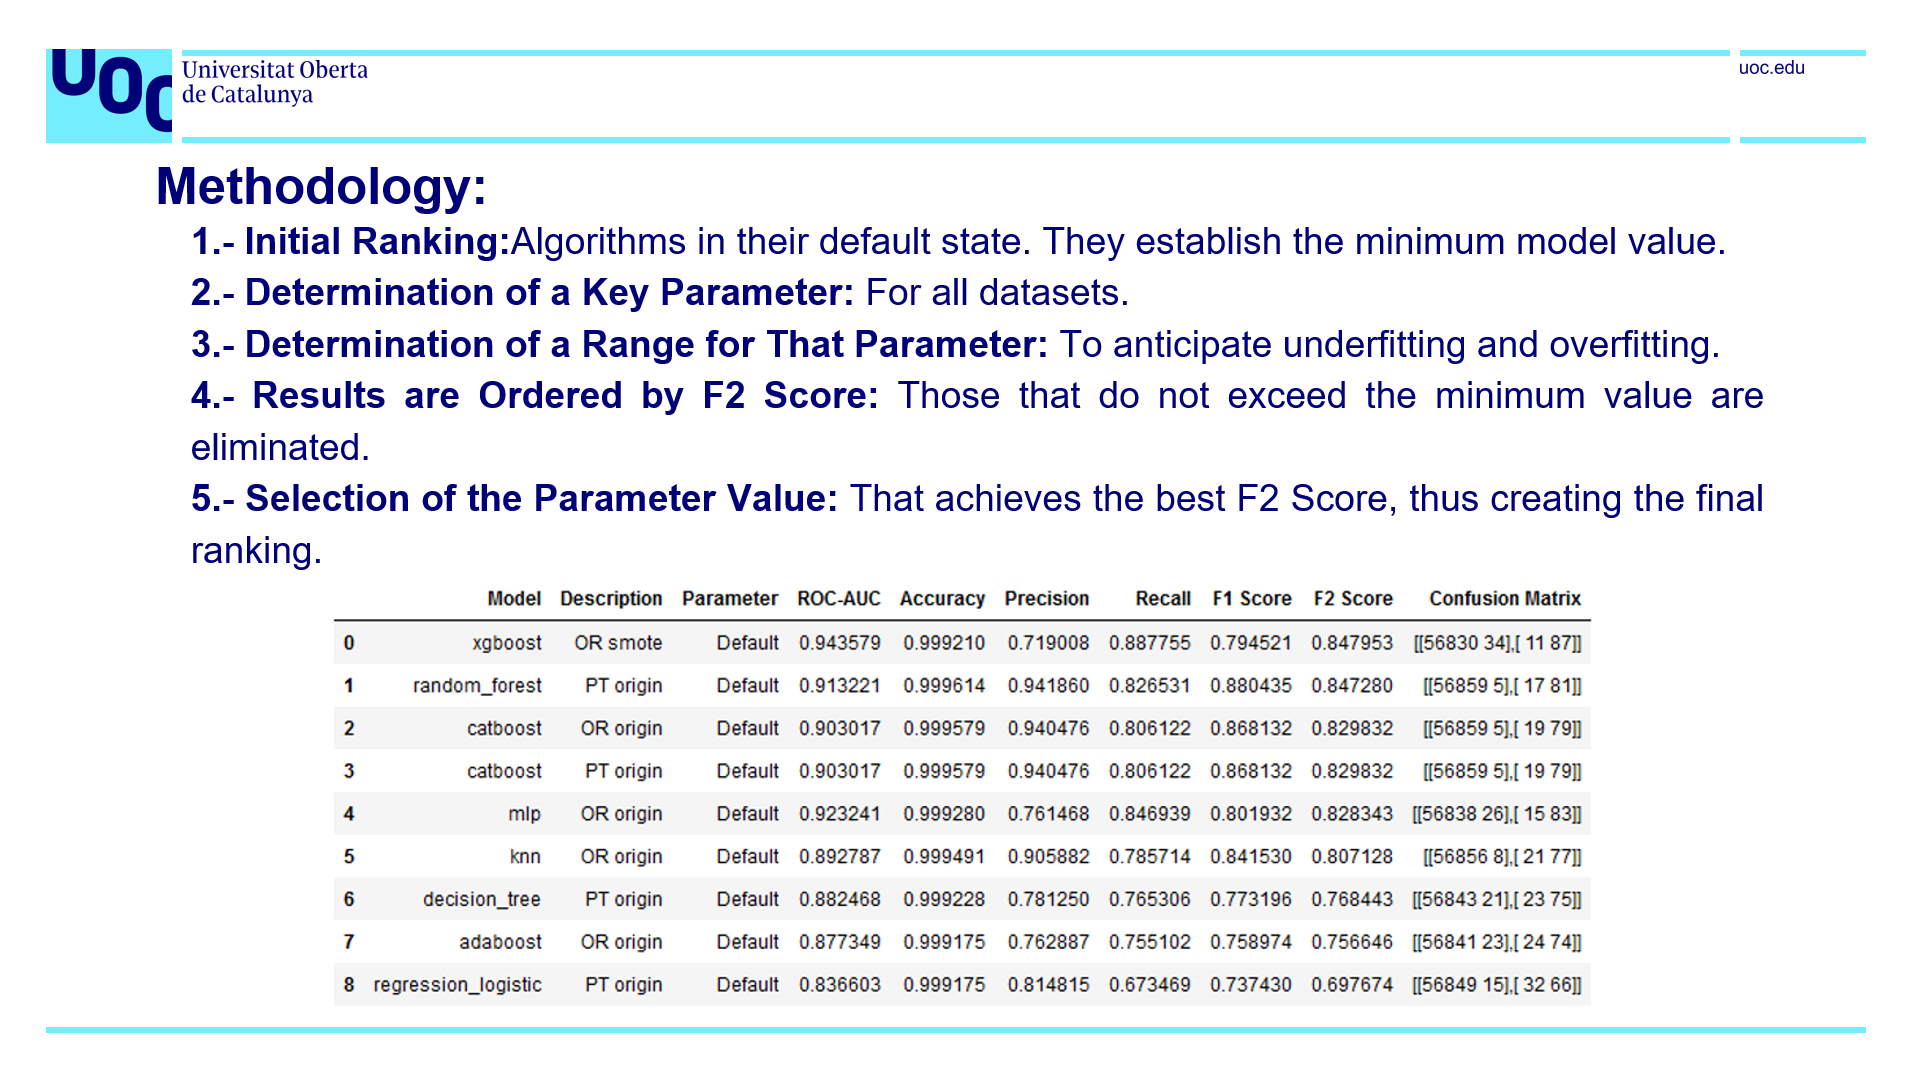 UOC
Universitat Oberta
de Catalunya
uoc.edu
Methodology:
1.- Initial Ranking:Algorithms in their default state. They establish the minimum model value.
2.- Determination of a Key Parameter: For all datasets.
3.- Determination of a Range for That Parameter: To anticipate underfitting and overfitting.
4.- Results are Ordered by F2 Score: Those that do not exceed the minimum value are
eliminated.
5.- Selection of the Parameter Value: That achieves the best F2 Score, thus creating the final
ranking.
Model Description Parameter ROC-AUC Accuracy Precision Recall F1 Score F2 Score Confusion Matrix
0 xgboost OR smote Default 0.943579 0.999210 0.719008 0.887755 0.794521 0.847953 [[56830 34],[ 11 87]]
1 random_forest PT origin Default 0.913221 0.999614 0.941860 0.826531 0.880435 0.847280 [[56859 5],[ 17 81]]
2 catboost OR origin Default 0.903017 0.999579 0.940476 0.806122 0.868132 0.829832 [[56859 5],[ 19 79]]
3 catboost PT origin Default 0.903017 0.999579 0.940476 0.806122 0.868132 0.829832 [[56859 5],[ 19 79]]
4 mlp OR origin Default 0.923241 0.999280 0.761468 0.846939 0.801932 0.828343 [[56838 26],[ 15 83]]
5 knn OR origin Default 0.892787 0.999491 0.905882 0.785714 0.841530 0.807128 [[56856 8],[ 21 77]]
6 decision_tree PT origin Default 0.882468 0.999228 0.781250 0.765306 0.773196 0.768443 [[56843 21],[ 23 75]]
7 adaboost OR origin Default 0.877349 0.999175 0.762887 0.755102 0.758974 0.756646 [[56841 23],[ 24 74]]
8 regression_logistic PT origin Default 0.836603 0.999175 0.814815 0.673469 0.737430 0.697674 [[56849 15],[ 32 66]]